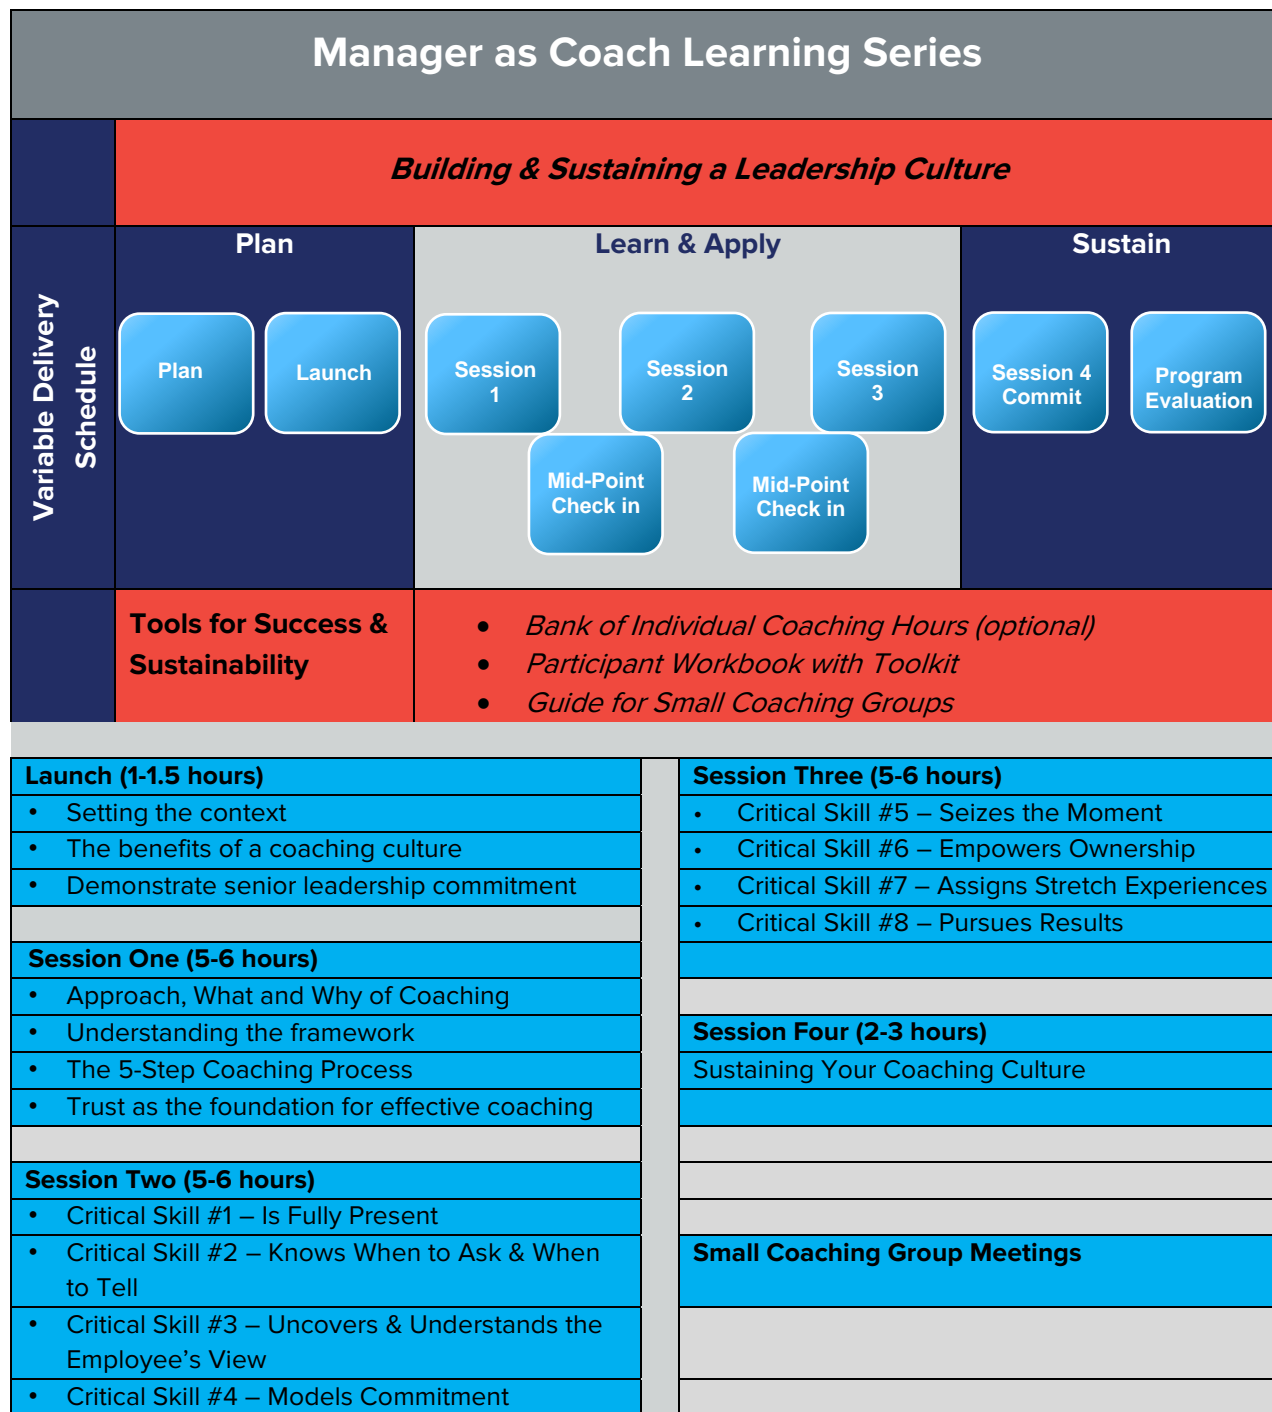 Manager as Coach Learning Series
Building & Sustaining a Leadership Culture
Variable Delivery
Schedule
Plan
Learn & Apply
Sustain
Plan
Launch
Session
1
Session
2
Session
3
Session 4
Commit
Program
Evaluation
Mid-Point
Check in
Mid-Point
Check in
Tools for Success &
Sustainability
• Bank of Individual Coaching Hours (optional)
• Participant Workbook with Toolkit
• Guide for Small Coaching Groups
Launch (1-1.5 hours)
• Setting the context
• The benefits of a coaching culture
• Demonstrate senior leadership commitment
Session One (5-6 hours)
• Approach, What and Why of Coaching
• Understanding the framework
• The 5-Step Coaching Process
• Trust as the foundation for effective coaching
Session Two (5-6 hours)
• Critical Skill #1 – Is Fully Present
• Critical Skill #2 – Knows When to Ask & When
to Tell
• Critical Skill #3 – Uncovers & Understands the
Employee’s View
• Critical Skill #4 – Models Commitment
Session Three (5-6 hours)
• Critical Skill #5 – Seizes the Moment
• Critical Skill #6 – Empowers Ownership
• Critical Skill #7 – Assigns Stretch Experiences
• Critical Skill #8 – Pursues Results
Session Four (2-3 hours)
Sustaining Your Coaching Culture
Small Coaching Group Meetings